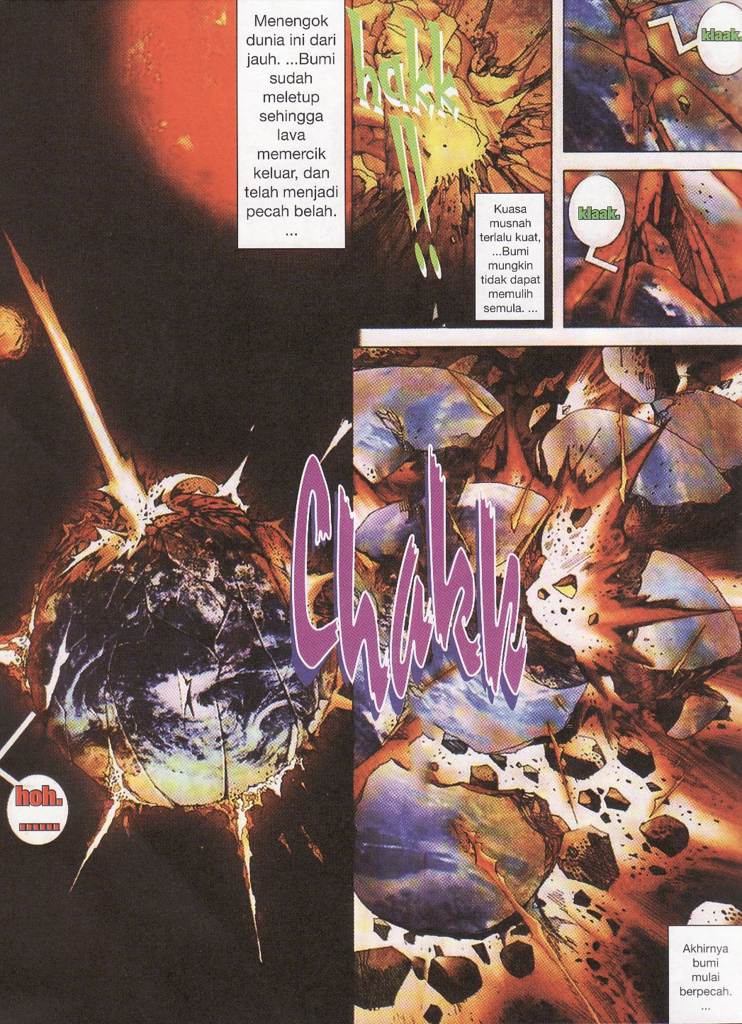 Menengok
dunia ini dari
jauh. ...Bumi
sudah
meletup
sehingga
lava
memercik
keluar, dan
telah menjadi
pecah belah.
...
hakk
!!
Kuasa
musnah
terlalu kuat,
...Bumi
mungkin
tidak dapat
memulih
semula. ...
klaak.
klaak.
Chakk
hoh.
......
Akhirnya
bumi
mulai
berpecah.
...